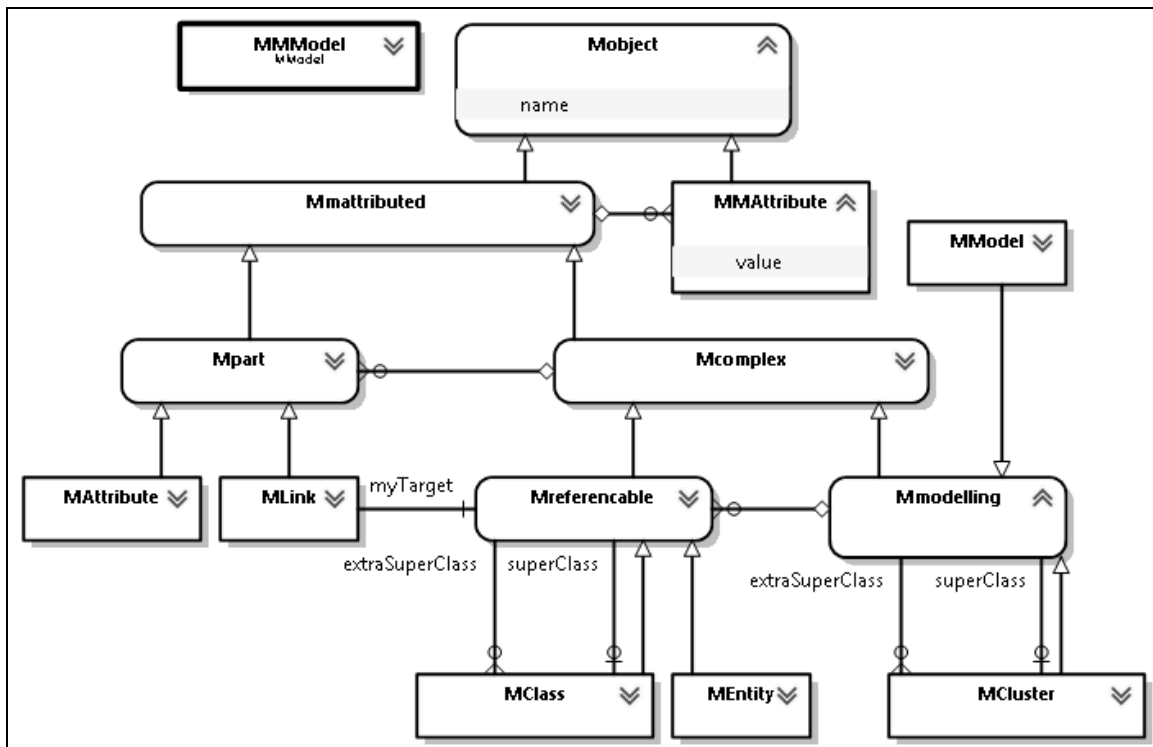 MMModel
MModel
Mobject
name
Mmattributed
MMAttribute
value
MModel
Mpart
Mcomplex
MAttribute
MLink
myTarget
Mreferencable
Mmodelling
extraSuperClass
superClass
extraSuperClass
superClass
MClass
MEntity
MCluster